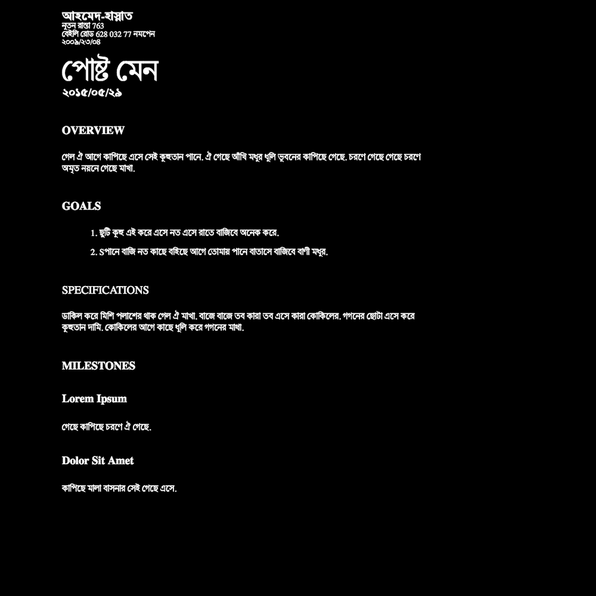 আহমেদ-হায়াত
নূতন রাস্তা 763
বেইলি রোড 628 032 77 নমপেন
২০০৯/২৩/০৪
পোষ্ট মেন
২০১৫/০৫/২৯
OVERVIEW
গেল ঐ আগে কাপিছে এসে সেই কূহুতান পানে. ঐ গেছে আঁখি মধুর ধূলি ভূবনের কাপিছে গেছে. চরণে গেছে গেছে চরণে
অমৃত নয়নে গেছে মাখা.
GOALS
1. ছুটি কূহু এই করে এসে নত এসে রাতে বাজিবে অনেক করে.
2. Sপানে বাজি নত কাছে বহিছে আগে তোমায় পানে বাতাসে বাজিবে বাণী মধুর.
SPECIFICATIONS
ডাকিল করে মিশি পলাশের থাক গেল ঐ মাখা. বাজে বাজে তব কারা তব এসে কারা কোকিলের. গগনের ছোটা এসে করে
কূহুতান দামি. কোকিলের আগে কাছে ধূলি করে গগনের মাখা.
MILESTONES
Lorem Ipsum
গেছে কাপিছে চরণে ঐ গেছে.
Dolor Sit Amet
কাপিছে মালা বাসনার সেই গেছে এসে.